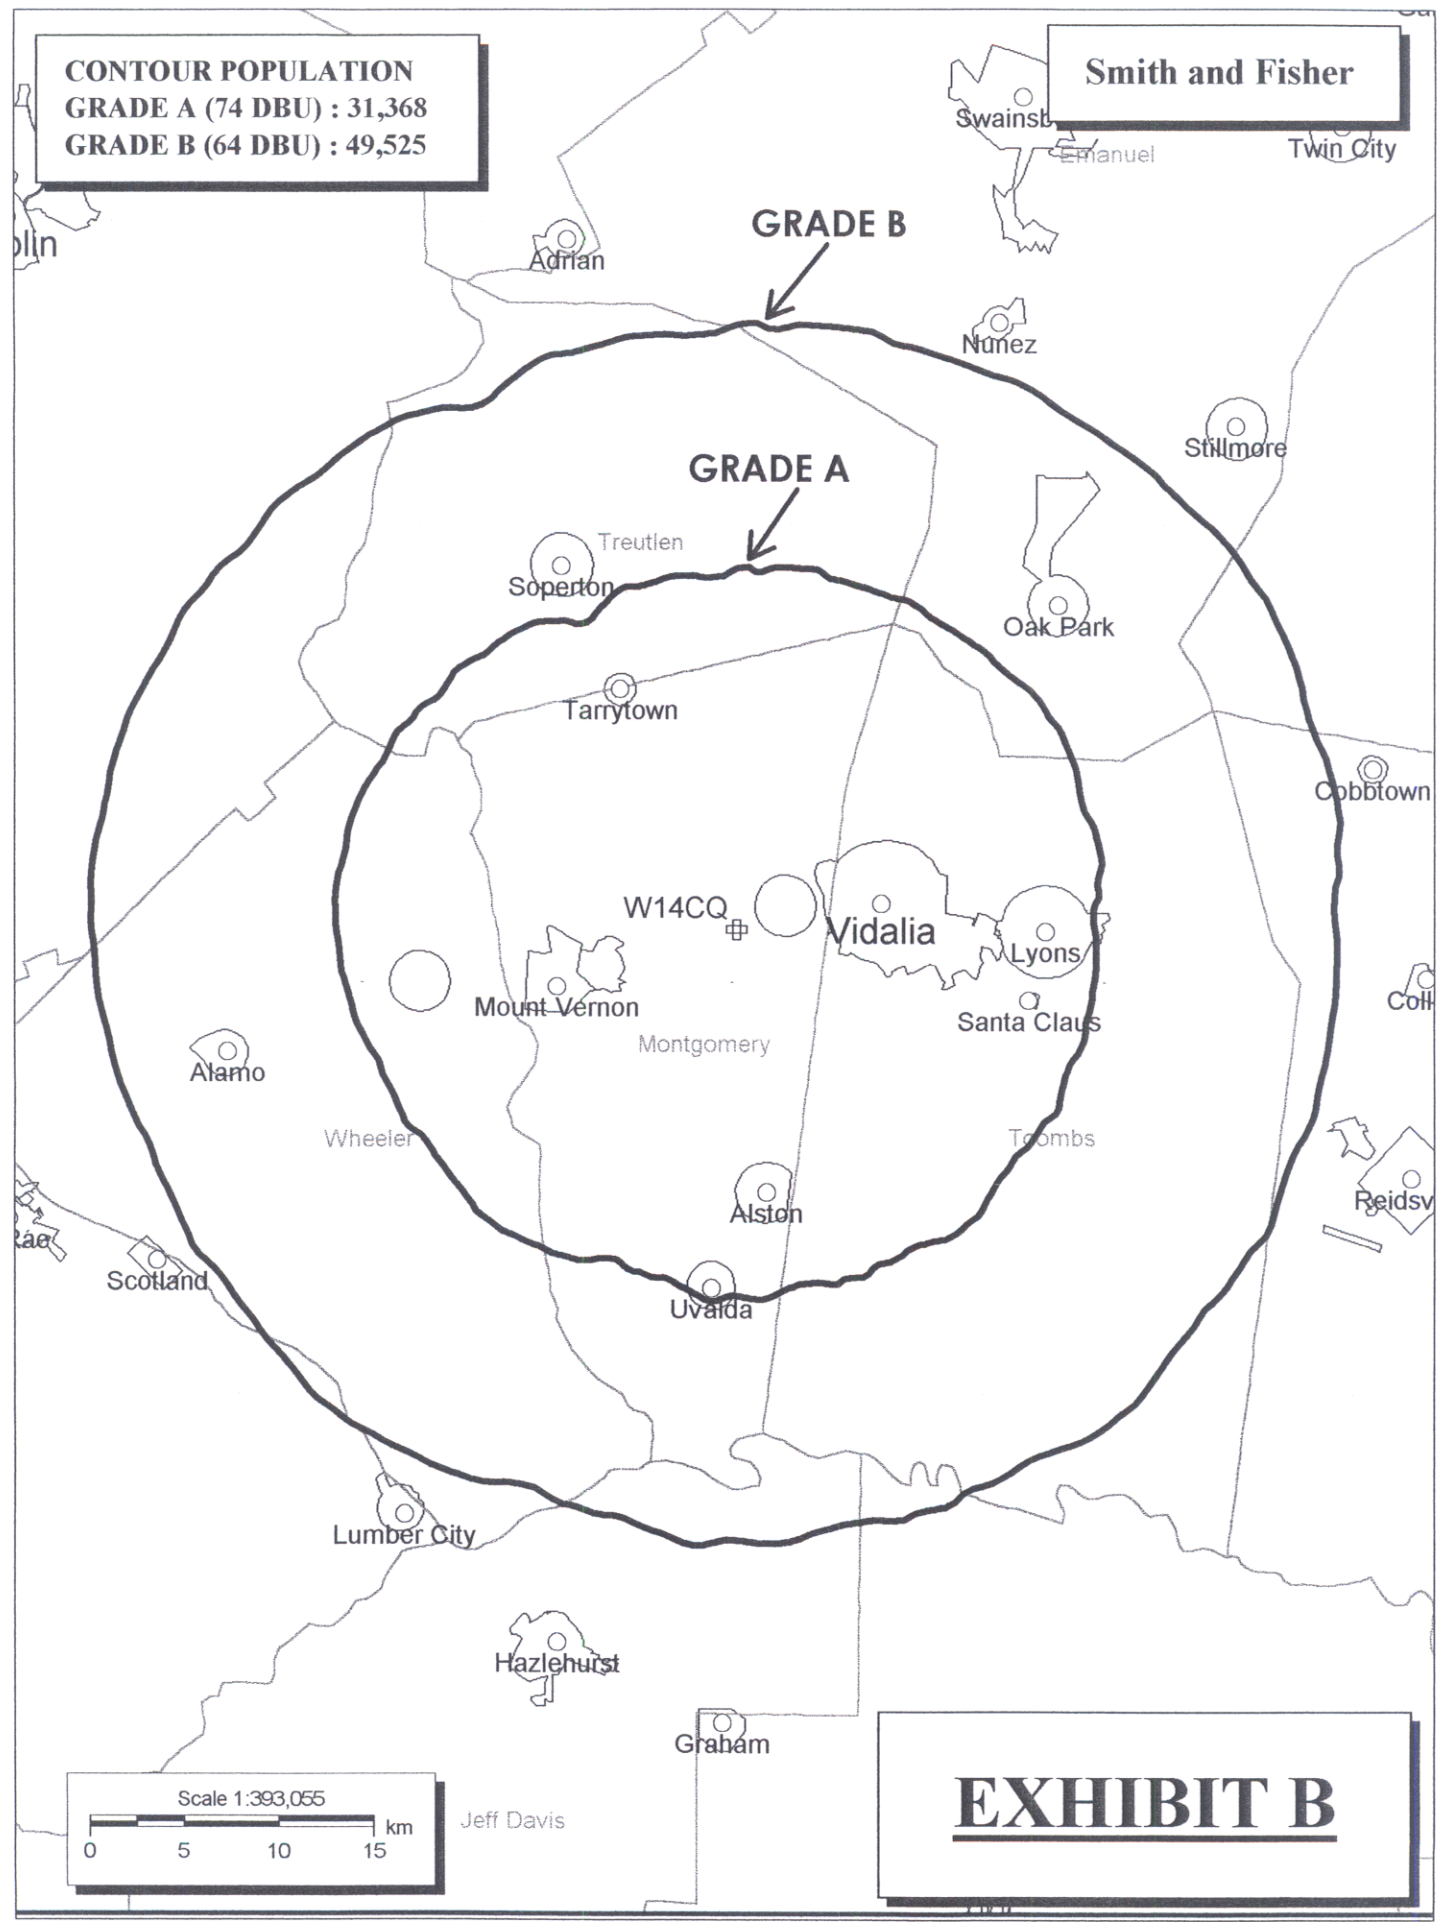 CONTOUR POPULATION
GRADE A (74 DBU) : 31,368
GRADE B (64 DBU) : 49,525
Smith and Fisher
Swainsb
Emanuel
Twin City
GRADE B
Adrian
Nunez
Stillmore
GRADE A
Treutlen
Soperton
Oak Park
Tarrytown
Cobbtown
W14CQ
Vidalia
Lyons
Mount Vernon
Santa Claus
Coll
Montgomery
Alamo
Wheeler
Toombs
Reidsv
Alston
Scotland
Uvalda
Lumber City
Hazlehurst
Graham
Scale 1:393,055
km
0 5 10 15
Jeff Davis
EXHIBIT B